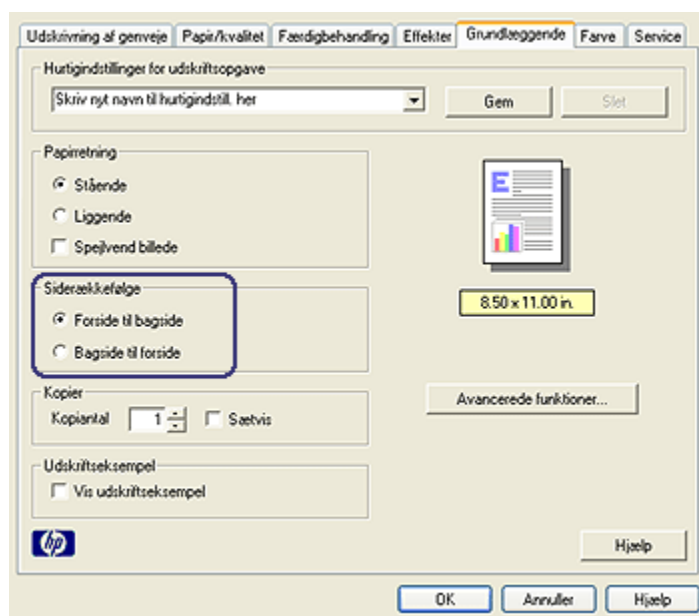 Udskrivning af genveje Papir/kvalitet Færdigbehandling Effekter Grundlæggende Farve Service
Hurtigindstillinger for udskriftsopgave
Skriv nyt navn til hurtigindstill. her Gem Slet
Papirretning
Stående
Liggende
Spejlvend billede
E
8.50 x 11.00 in.
Siderækkefølge
Forside til bagside
Bagside til forside
Kopier
Kopiantal 1 Sætvis
Avancerede funktioner...
Udskriftseksempel
Vis udskriftseksempel
hp
Hjælp
OK Annuller Hjælp